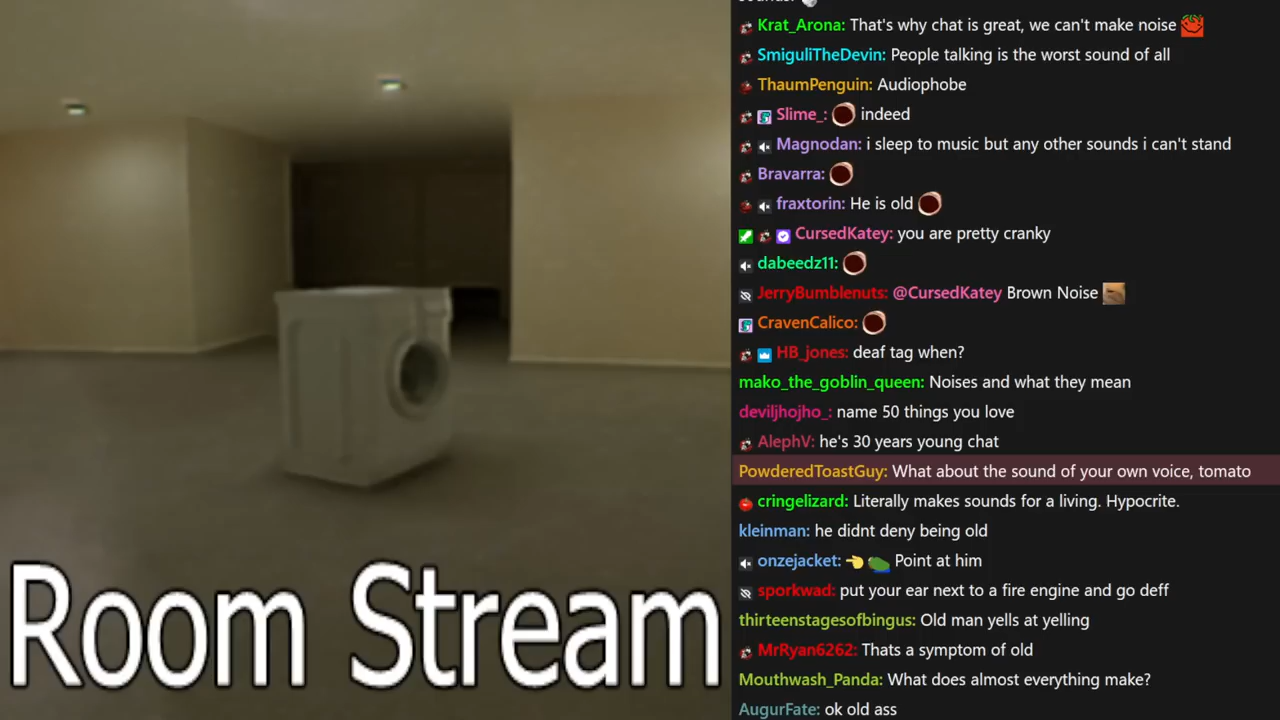 sounds!
Krat_Arona: That's why chat is great, we can't make noise
SmiguliTheDevin: People talking is the worst sound of all
ThaumPenguin: Audiophobe
Slime_: indeed
Magnodan: i sleep to music but any other sounds i can't stand
Bravarra:
fraxtorin: He is old
CursedKatey: you are pretty cranky
dabeedz11:
JerryBumblenuts: @CursedKatey Brown Noise
CravenCalico:
HB_jones: deaf tag when?
mako_the_goblin_queen: Noises and what they mean
deviljhojho_: name 50 things you love
AlephV: he's 30 years young chat
PowderedToastGuy: What about the sound of your own voice, tomato
cringelizard: Literally makes sounds for a living. Hypocrite.
kleinman: he didnt deny being old
onzejacket: Point at him
sporkwad: put your ear next to a fire engine and go deff
thirteenstagesofbingus: Old man yells at yelling
MrRyan6262: Thats a symptom of old
Mouthwash_Panda: What does almost everything make?
AugurFate: ok old ass
Room Stream